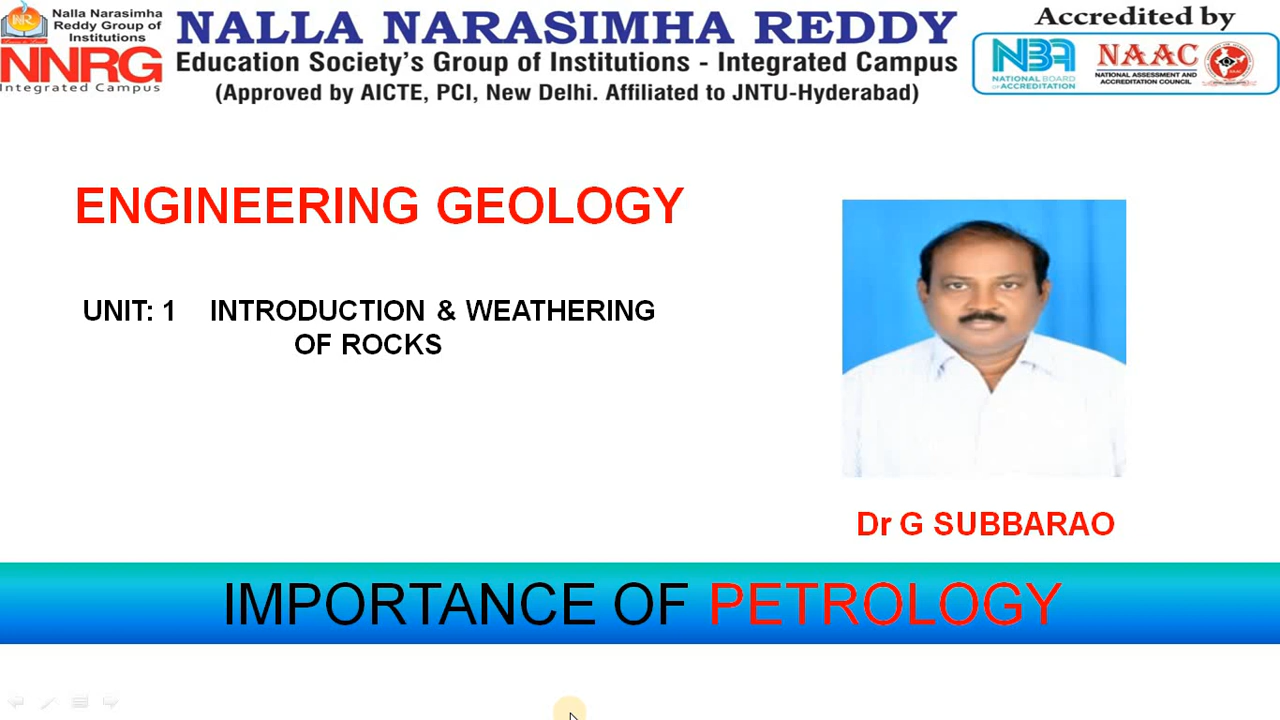 Nalla Narasimha
Reddy Group of
Institutions
NNRG
Integrated Campus
NALLA NARASIMHA REDDY
Education Society's Group of Institutions - Integrated Campus
(Approved by AICTE, PCI, New Delhi. Affiliated to JNTU-Hyderabad)
Accredited by
NBA
NATIONAL BOARD
OF ACCREDITATION
NAAC
NATIONAL ASSESSMENT AND
ACCREDITATION COUNCIL
ENGINEERING GEOLOGY
UNIT: 1 INTRODUCTION & WEATHERING
OF ROCKS
Dr G SUBBARAO
IMPORTANCE OF PETROLOGY